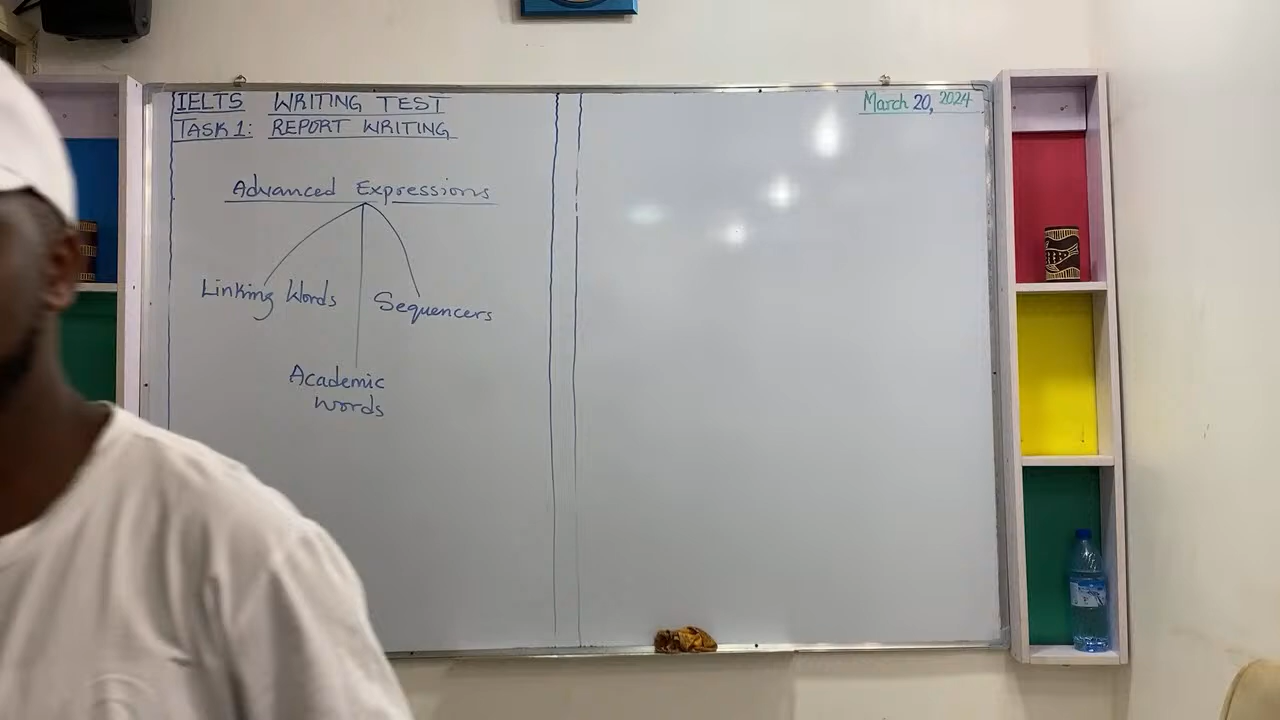 IELTS WRITING TEST
March 20, 2024
TASK 1: REPORT WRITING
Advanced Expressions
Linking Words
Sequencers
Academic
Words